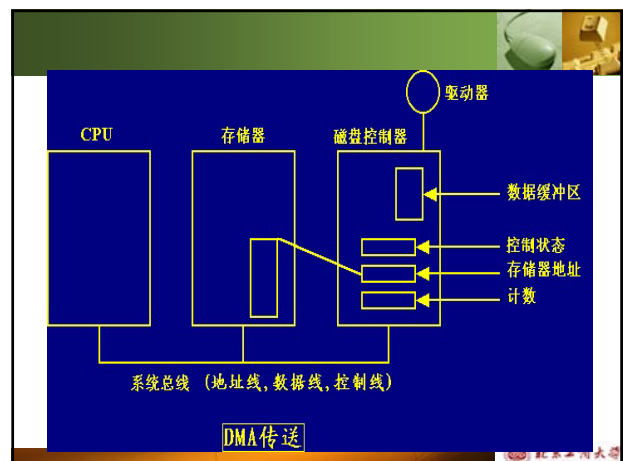 驱动器
CPU
存储器
磁盘控制器
数据缓冲区
控制状态
存储器地址
计数
系统总线 (地址线,数据线,控制线)
DMA传送